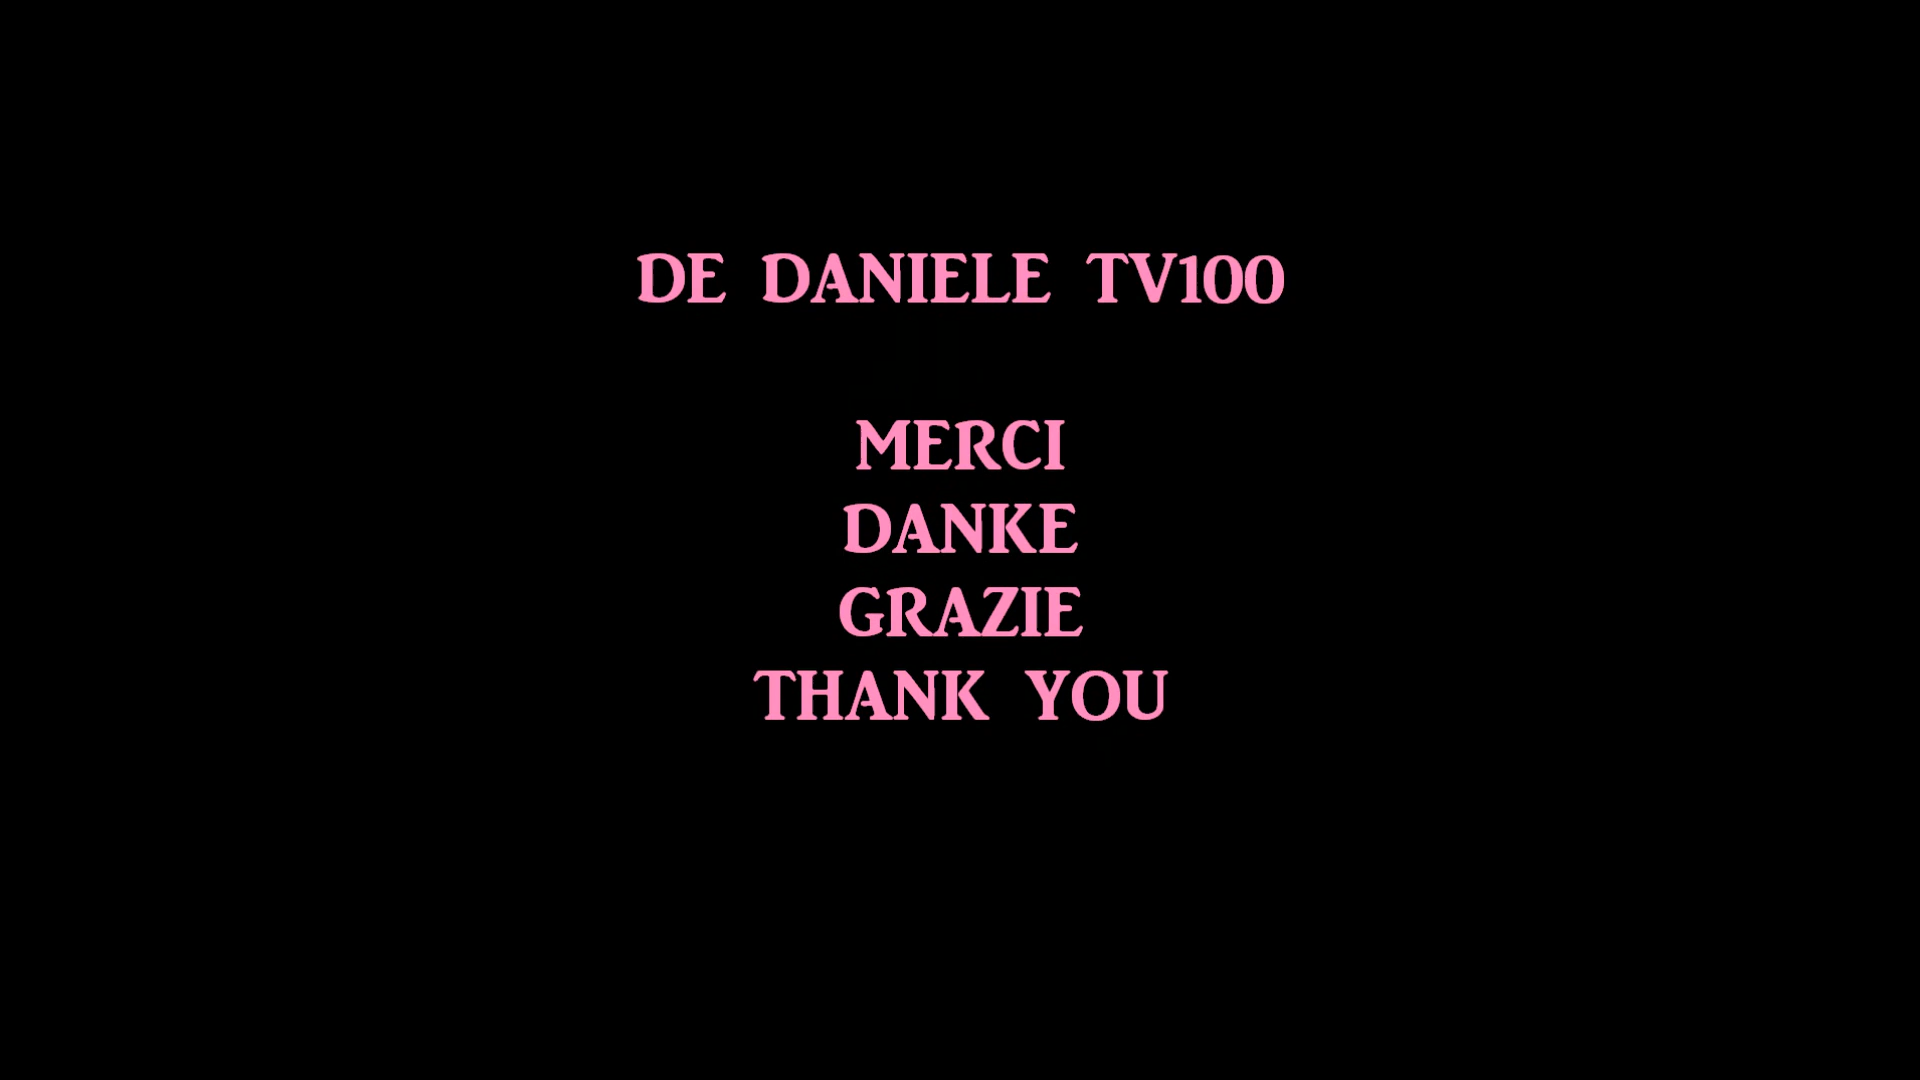 DE DANIELE TV100
MERCI
DANKE
GRAZIE
THANK YOU